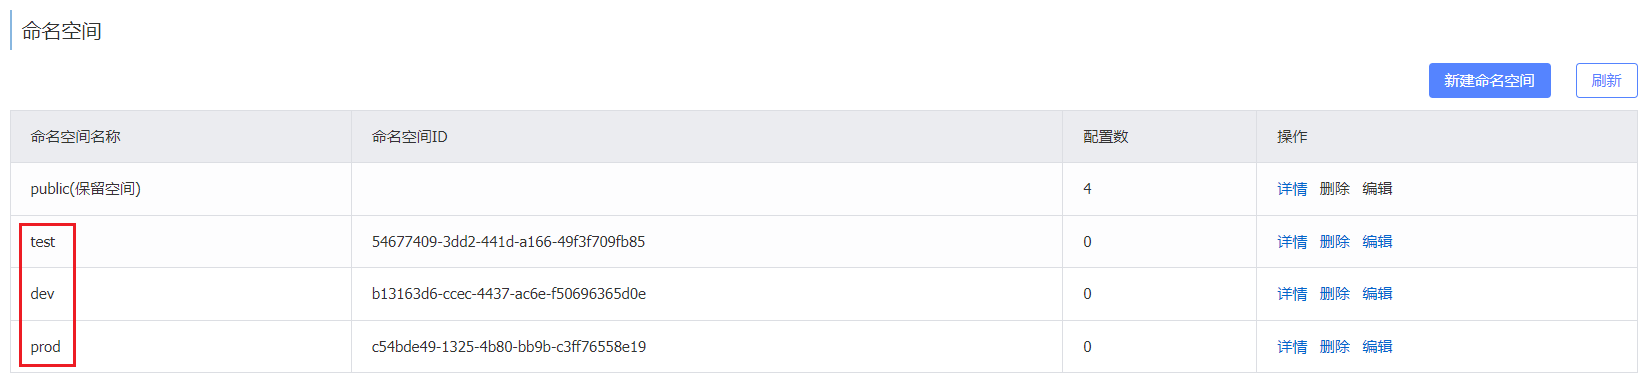 命名空间
新建命名空间 刷新
命名空间名称 命名空间ID 配置数 操作
public(保留空间) 4 详情 删除 编辑
test 54677409-3dd2-441d-a166-49f3f709fb85 0 详情 删除 编辑
dev b13163d6-ccec-4437-ac6e-f50696365d0e 0 详情 删除 编辑
prod c54bde49-1325-4b80-bb9b-c3ff76558e19 0 详情 删除 编辑